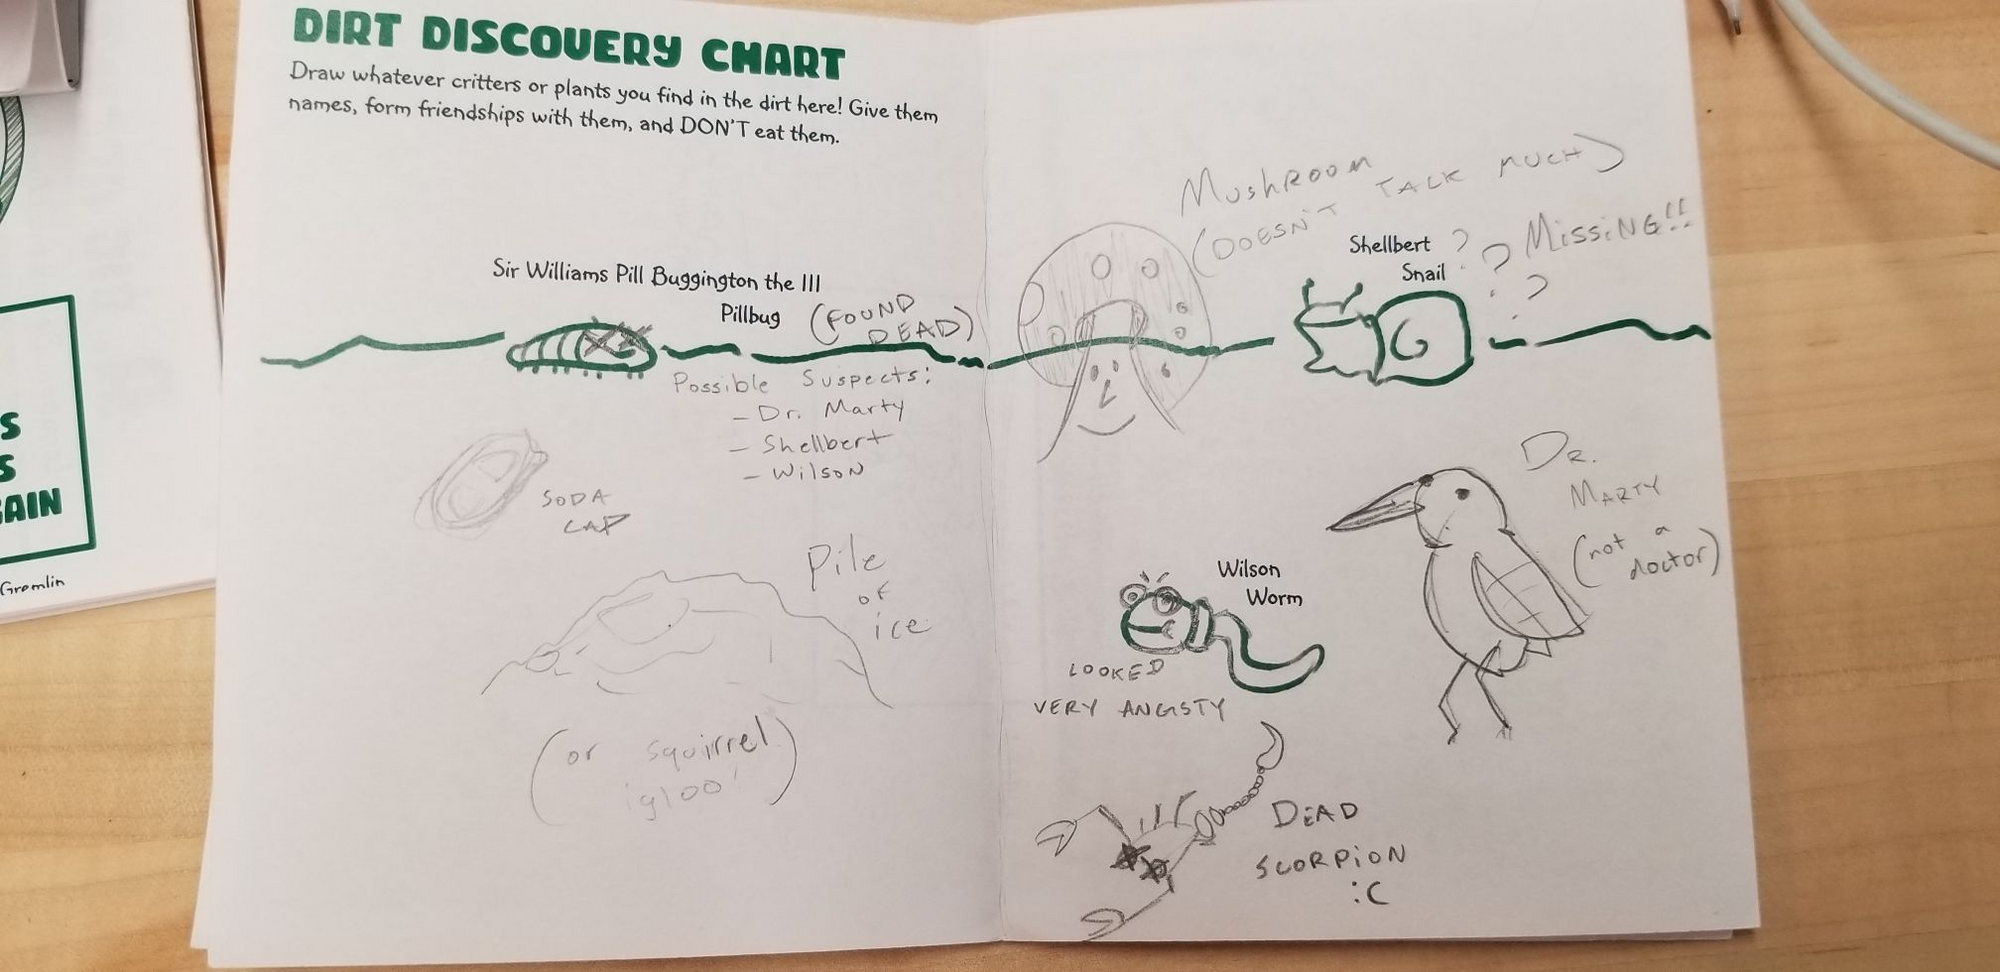 DIRT DISCOVERY CHART
Draw whatever critters or plants you find in the dirt here! Give them
names, form friendships with them, and DON'T eat them.
Sir Williams Pill Buggington the III
Pillbug (FOUND
DEAD)
Possible Suspects:
- Dr. Marty
- Shellbert
- Wilson
SODA
CAP
Pile
of
ice
(or squirrel
igloo!)
MushROOM
(DOESN'T TALK MUCH)
Shellbert ? ? MISSiNG!!
Snail ?
DR.
MARTY
(not a
doctor)
Wilson
Worm
LOOKED
VERY ANGSTY
DEAD
SCORPION
:C
S
S
GAIN
Gremlin